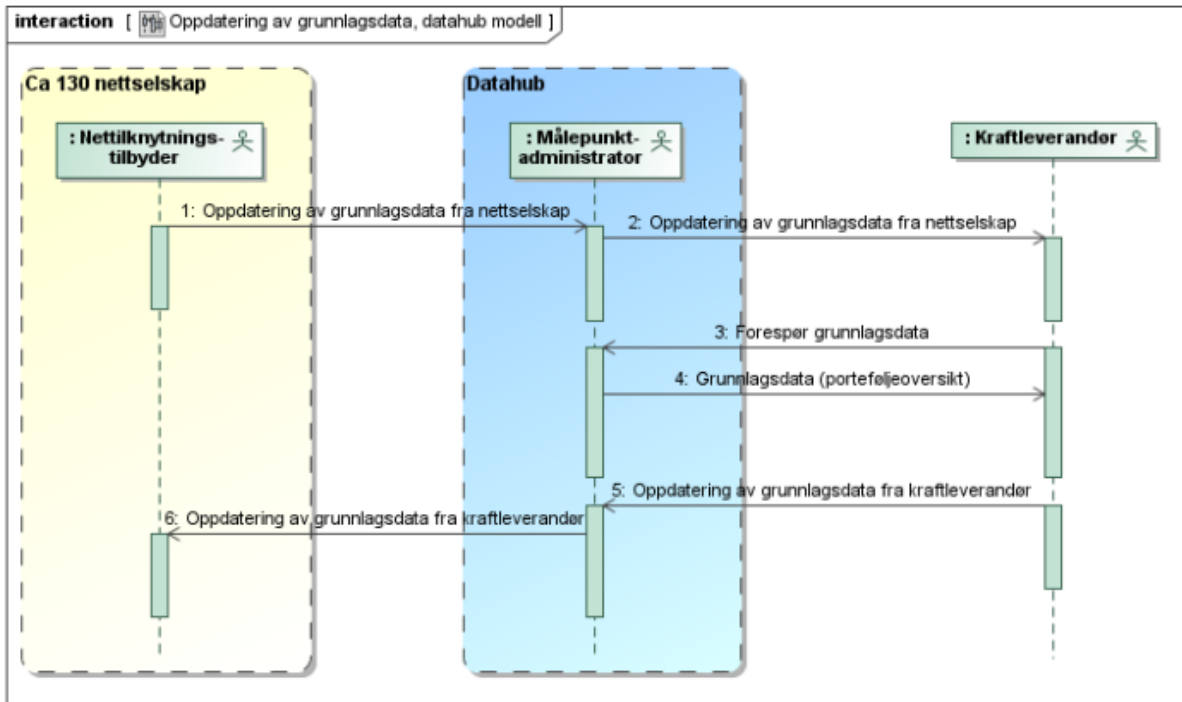 interaction [ Oppdatering av grunnlagsdata, datahub modell ]
Ca 130 nettselskap
Datahub
: Nettilknytnings-
tilbyder
: Målepunkt-
administrator
: Kraftleverandør
1: Oppdatering av grunnlagsdata fra nettselskap
2: Oppdatering av grunnlagsdata fra nettselskap
3: Forespør grunnlagsdata
4: Grunnlagsdata (porteføljeoversikt)
5: Oppdatering av grunnlagsdata fra kraftleverandør
6: Oppdatering av grunnlagsdata fra kraftleverandør